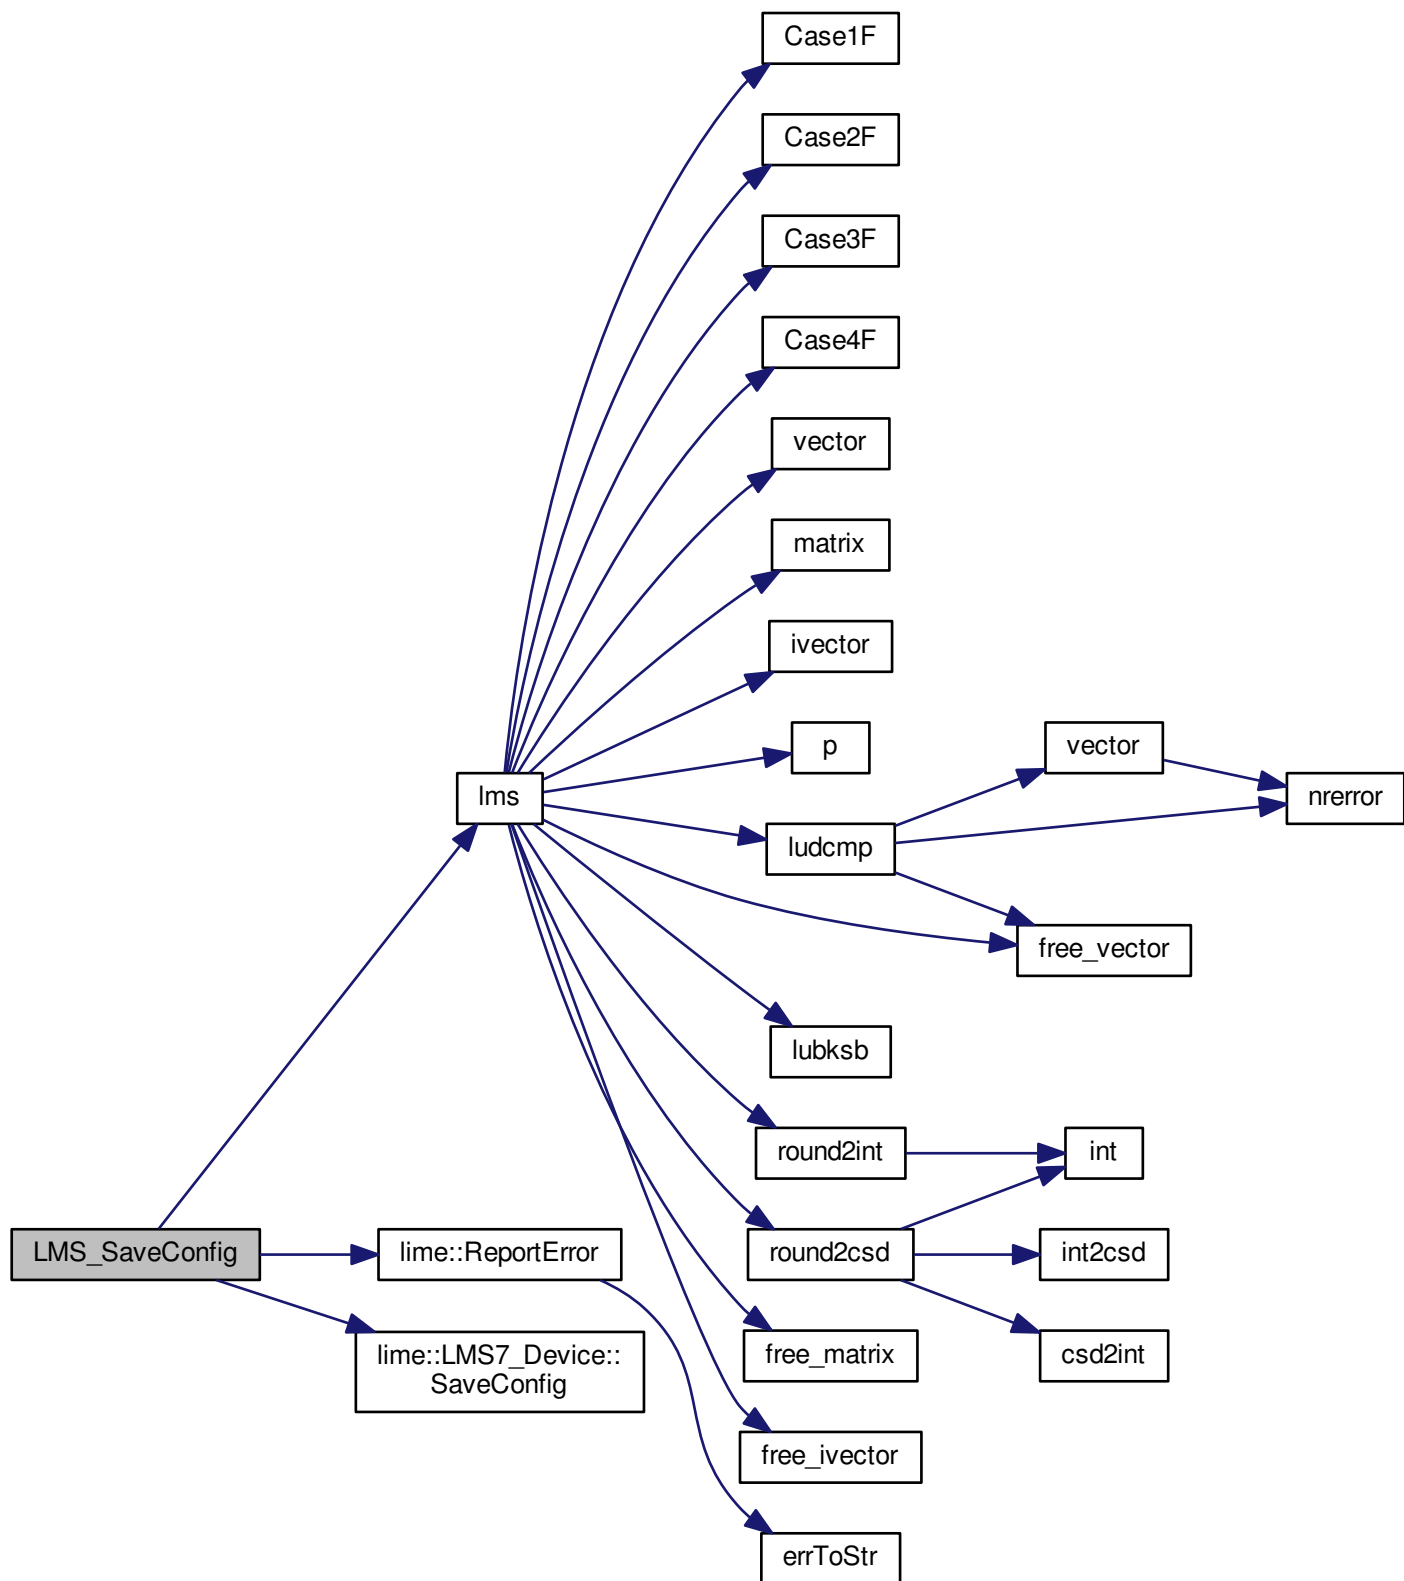 Case1F
Case2F
Case3F
Case4F
vector
matrix
ivector
p
vector
lms
nrerror
ludcmp
free_vector
lubksb
round2int
int
LMS_SaveConfig
lime::ReportError
round2csd
int2csd
lime::LMS7_Device::
SaveConfig
free_matrix
csd2int
free_ivector
errToStr